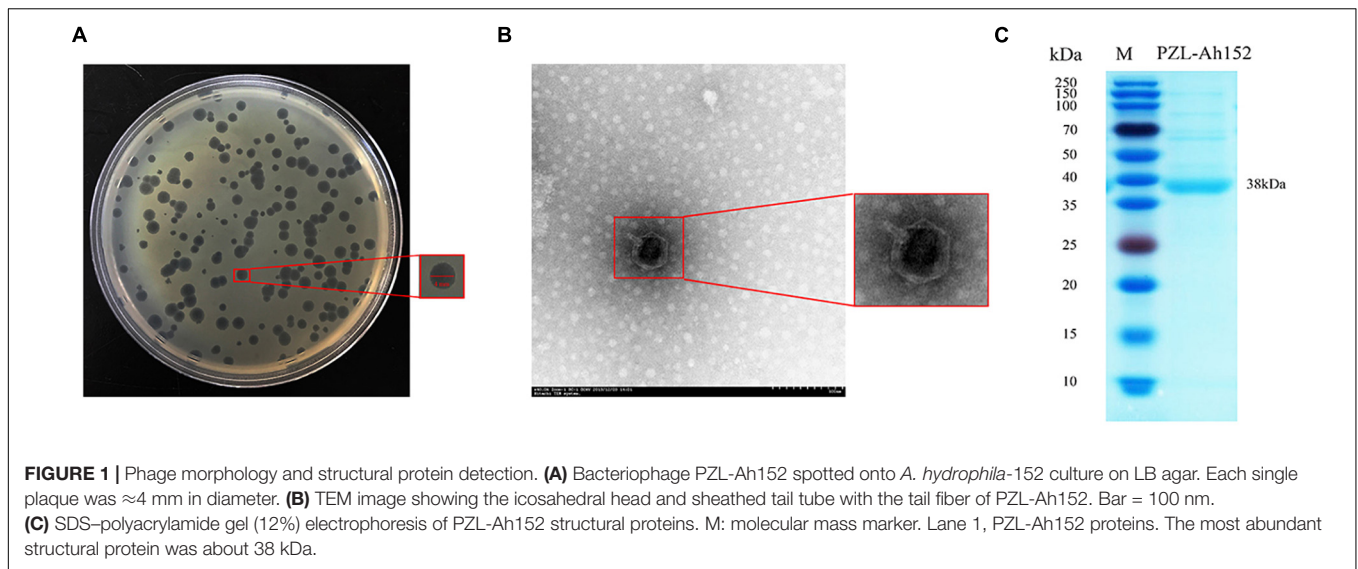 A
B
C
kDa M PZL-Ah152
250
150
100
70
50
40
38kDa
35
25
20
15
10
FIGURE 1 | Phage morphology and structural protein detection. (A) Bacteriophage PZL-Ah152 spotted onto A. hydrophila-152 culture on LB agar. Each single
plaque was ≈4 mm in diameter. (B) TEM image showing the icosahedral head and sheathed tail tube with the tail fiber of PZL-Ah152. Bar = 100 nm.
(C) SDS–polyacrylamide gel (12%) electrophoresis of PZL-Ah152 structural proteins. M: molecular mass marker. Lane 1, PZL-Ah152 proteins. The most abundant
structural protein was about 38 kDa.